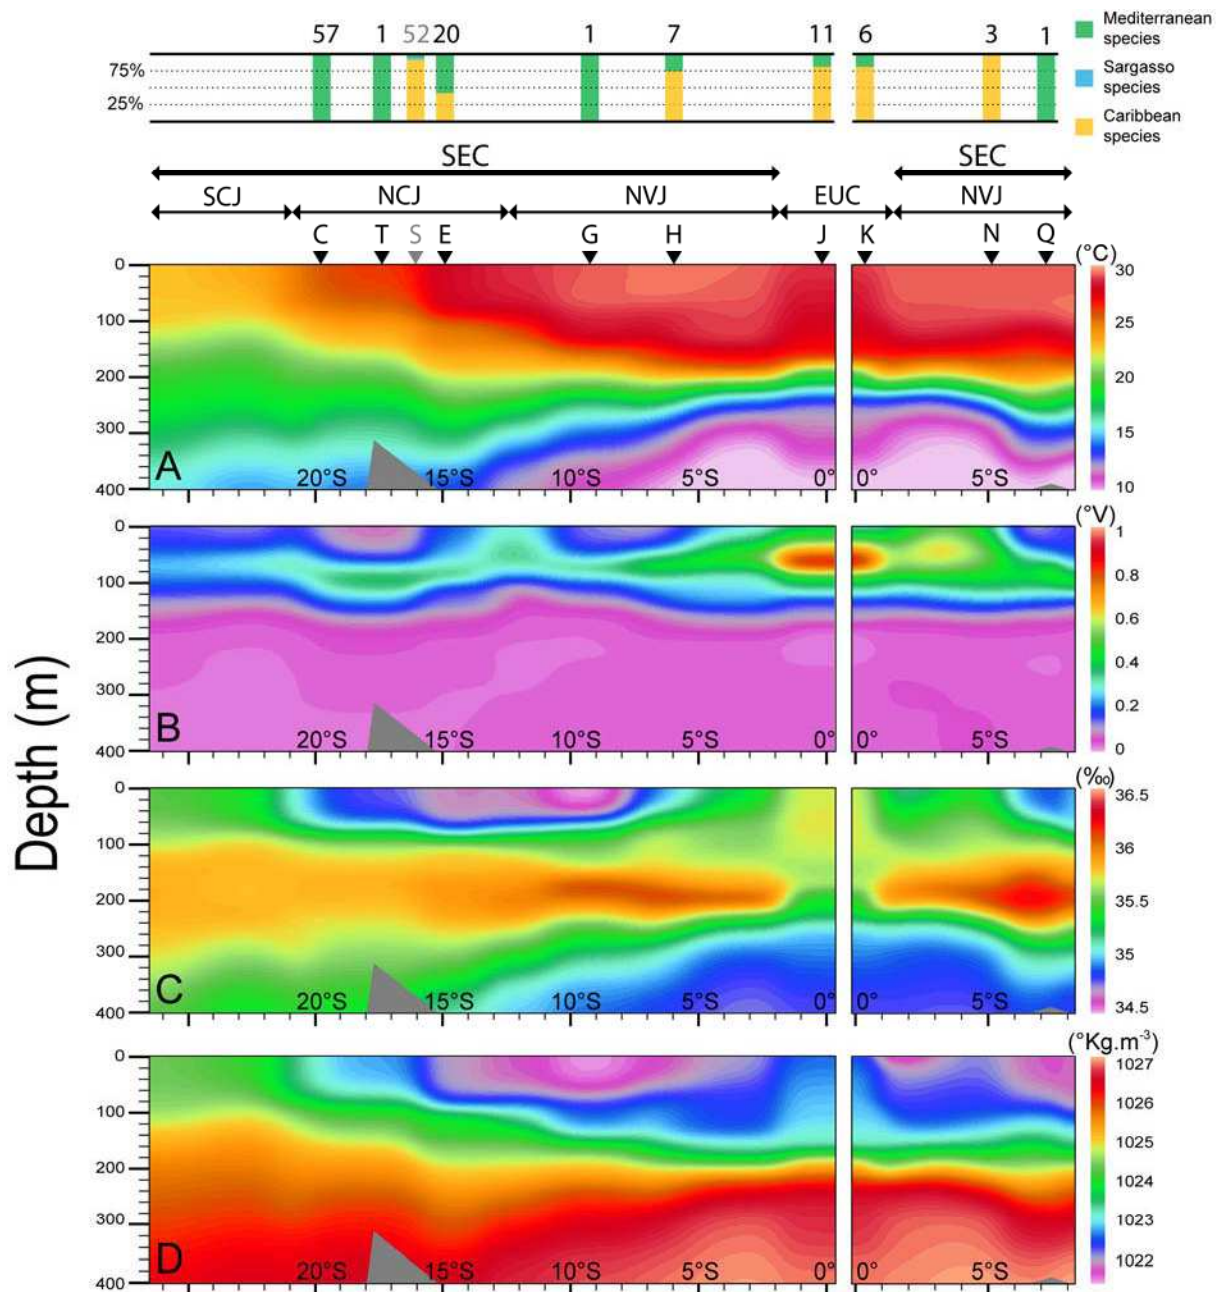 57 1 52 20 1 7 11 6 3 1
Mediterranean
species
Sargasso
species
Caribbean
species
75%
25%
SEC SEC
SCJ NCJ NVJ EUC NVJ
C T S E G H J K N Q
(°C)
0
100
200
300
400
30
25
20
15
10
A
20°S 15°S 10°S 5°S 0° 0° 5°S
(°V)
0
100
200
300
400
1
0.8
0.6
0.4
0.2
0
B
20°S 15°S 10°S 5°S 0° 0° 5°S
Depth (m)
(‰)
0
100
200
300
400
36.5
36
35.5
35
34.5
C
20°S 15°S 10°S 5°S 0° 0° 5°S
(°Kg.m⁻³)
0
100
200
300
400
1027
1026
1025
1024
1023
1022
D
20°S 15°S 10°S 5°S 0° 0° 5°S